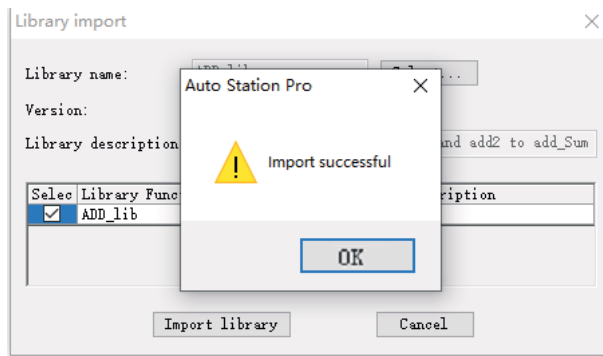 Library import
Library name:
Auto Station Pro
Version:
Library description
and add2 to add_Sum
Import successful
Selec Library Func
ription
ADD_lib
OK
Import library
Cancel